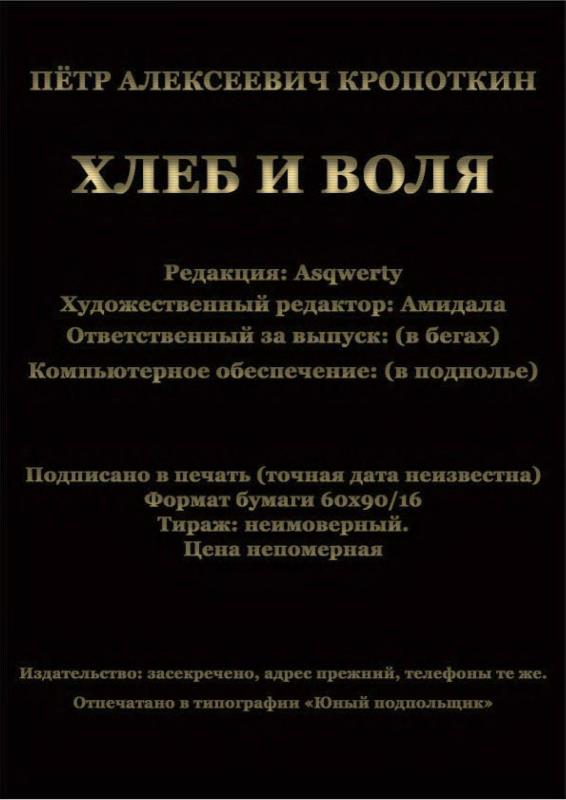 ПЁТР АЛЕКСЕЕВИЧ КРОПОТКИН
ХЛЕБ И ВОЛЯ
Редакция: Asqwerty
Художественный редактор: Амидала
Ответственный за выпуск: (в бегах)
Компьютерное обеспечение: (в подполье)
Подписано в печать (точная дата неизвестна)
Формат бумаги 60х90/16
Тираж: неимоверный.
Цена непомерная
Издательство: засекречено, адрес прежний, телефоны те же.
Отпечатано в типографии «Юный подпольщик»